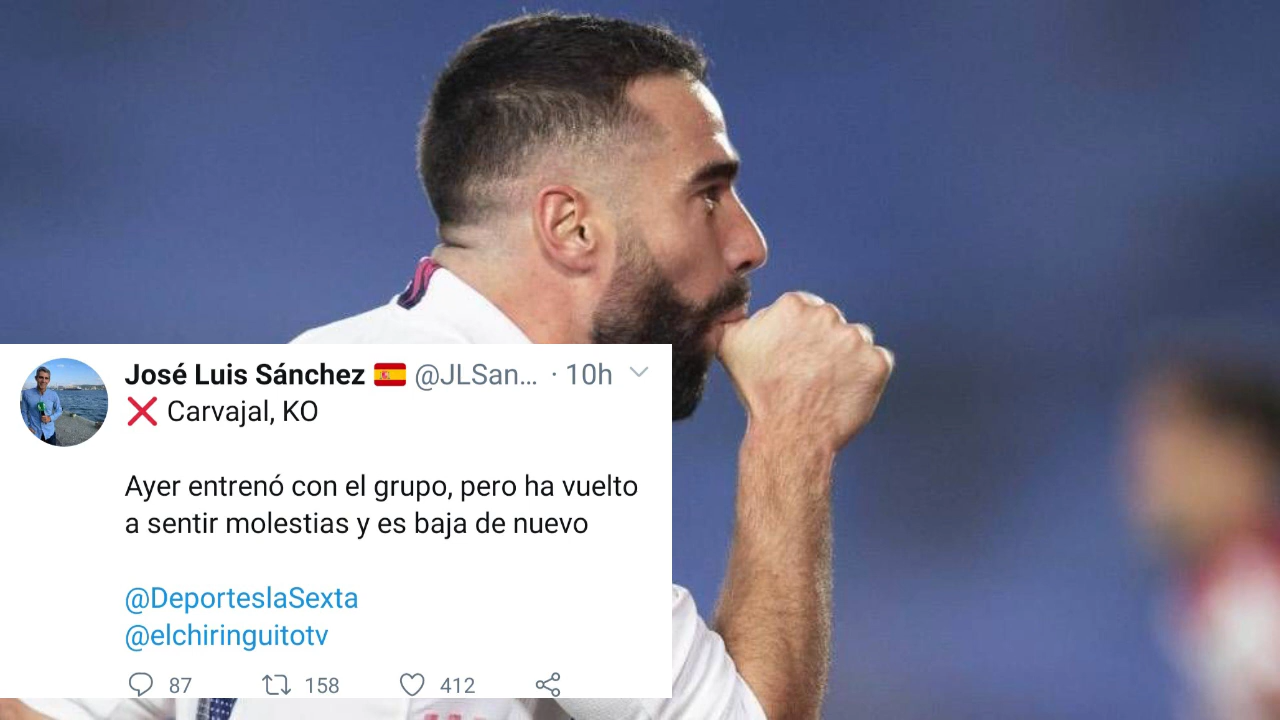 José Luis Sánchez 🇪🇸 @JLSan... · 10h
❌ Carvajal, KO
Ayer entrenó con el grupo, pero ha vuelto
a sentir molestias y es baja de nuevo
@DeporteslaSexta
@elchiringuitotv
87 158 412